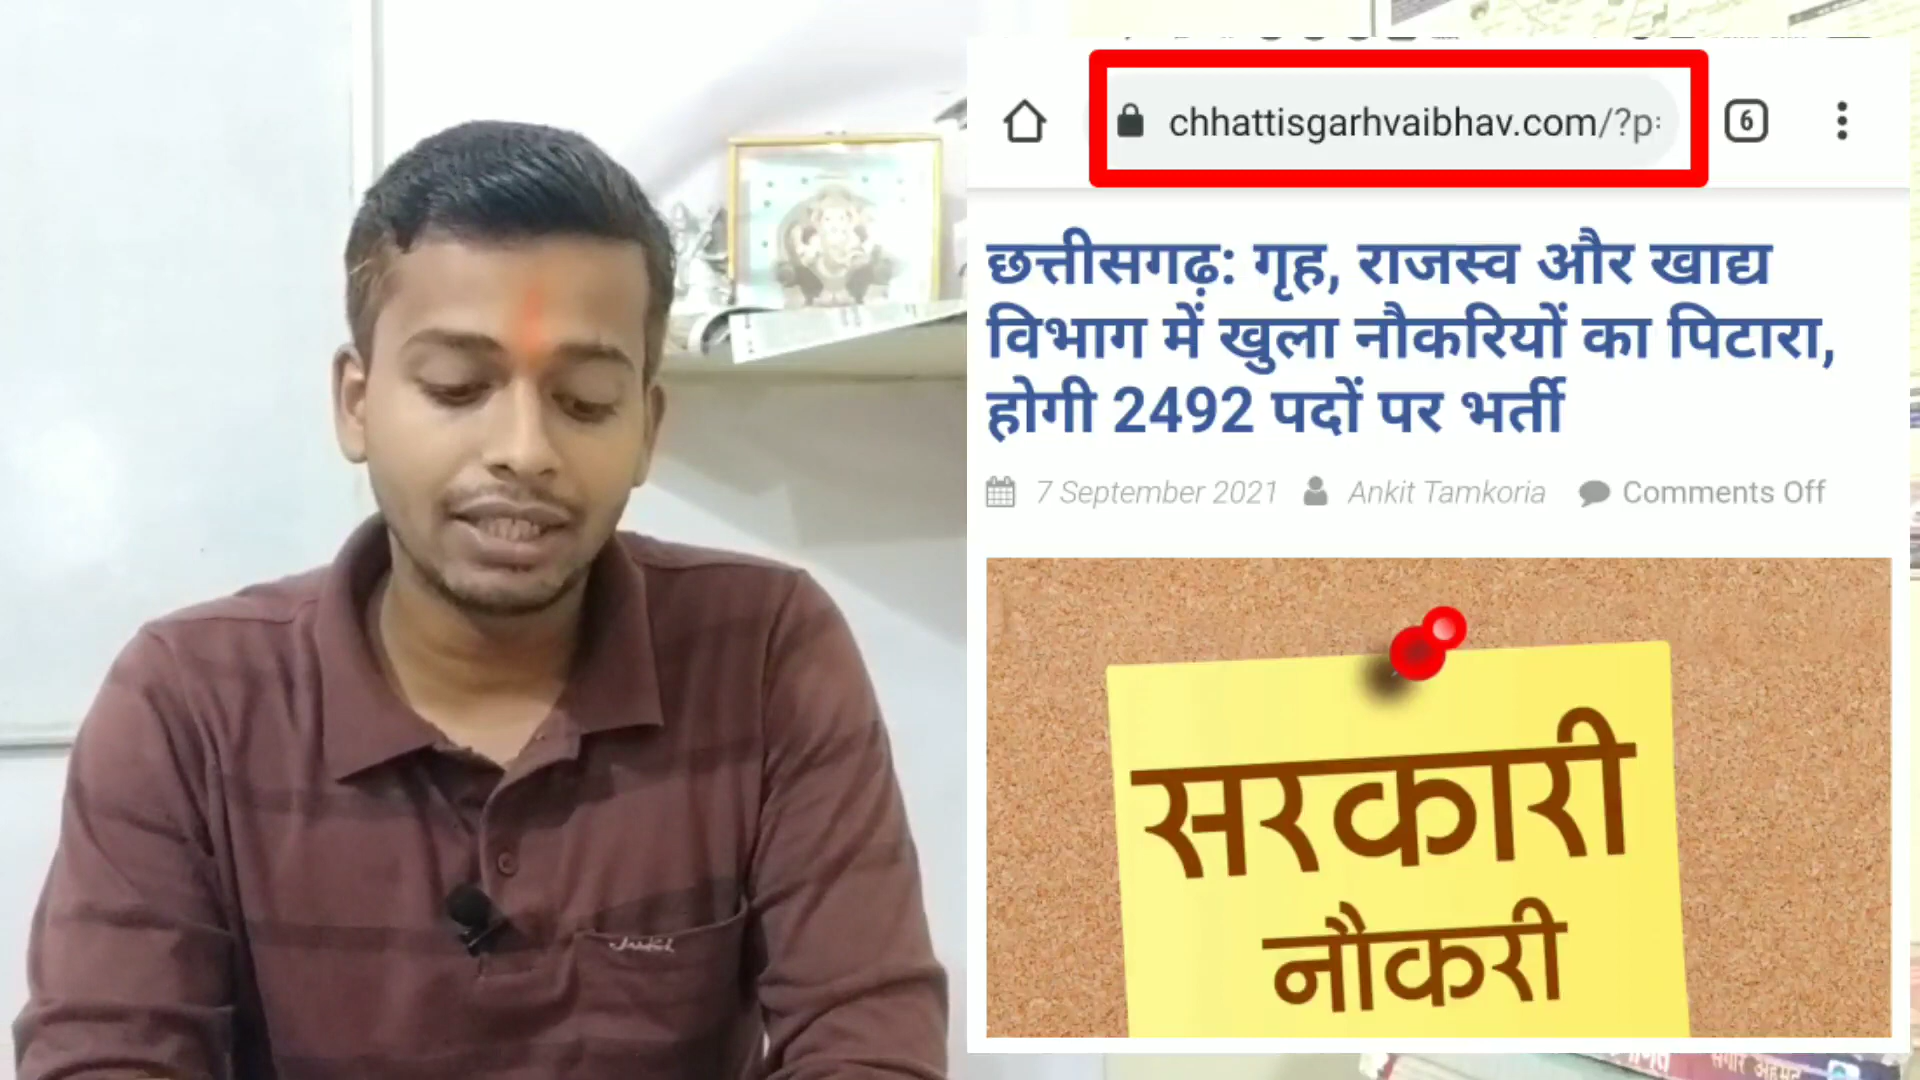 chhattisgarhvaibhav.com/?p
6
छत्तीसगढ़: गृह, राजस्व और खाद्य
विभाग में खुला नौकरियों का पिटारा,
होगी 2492 पदों पर भर्ती
7 September 2021 Ankit Tamkoria Comments Off
सरकारी
नौकरी